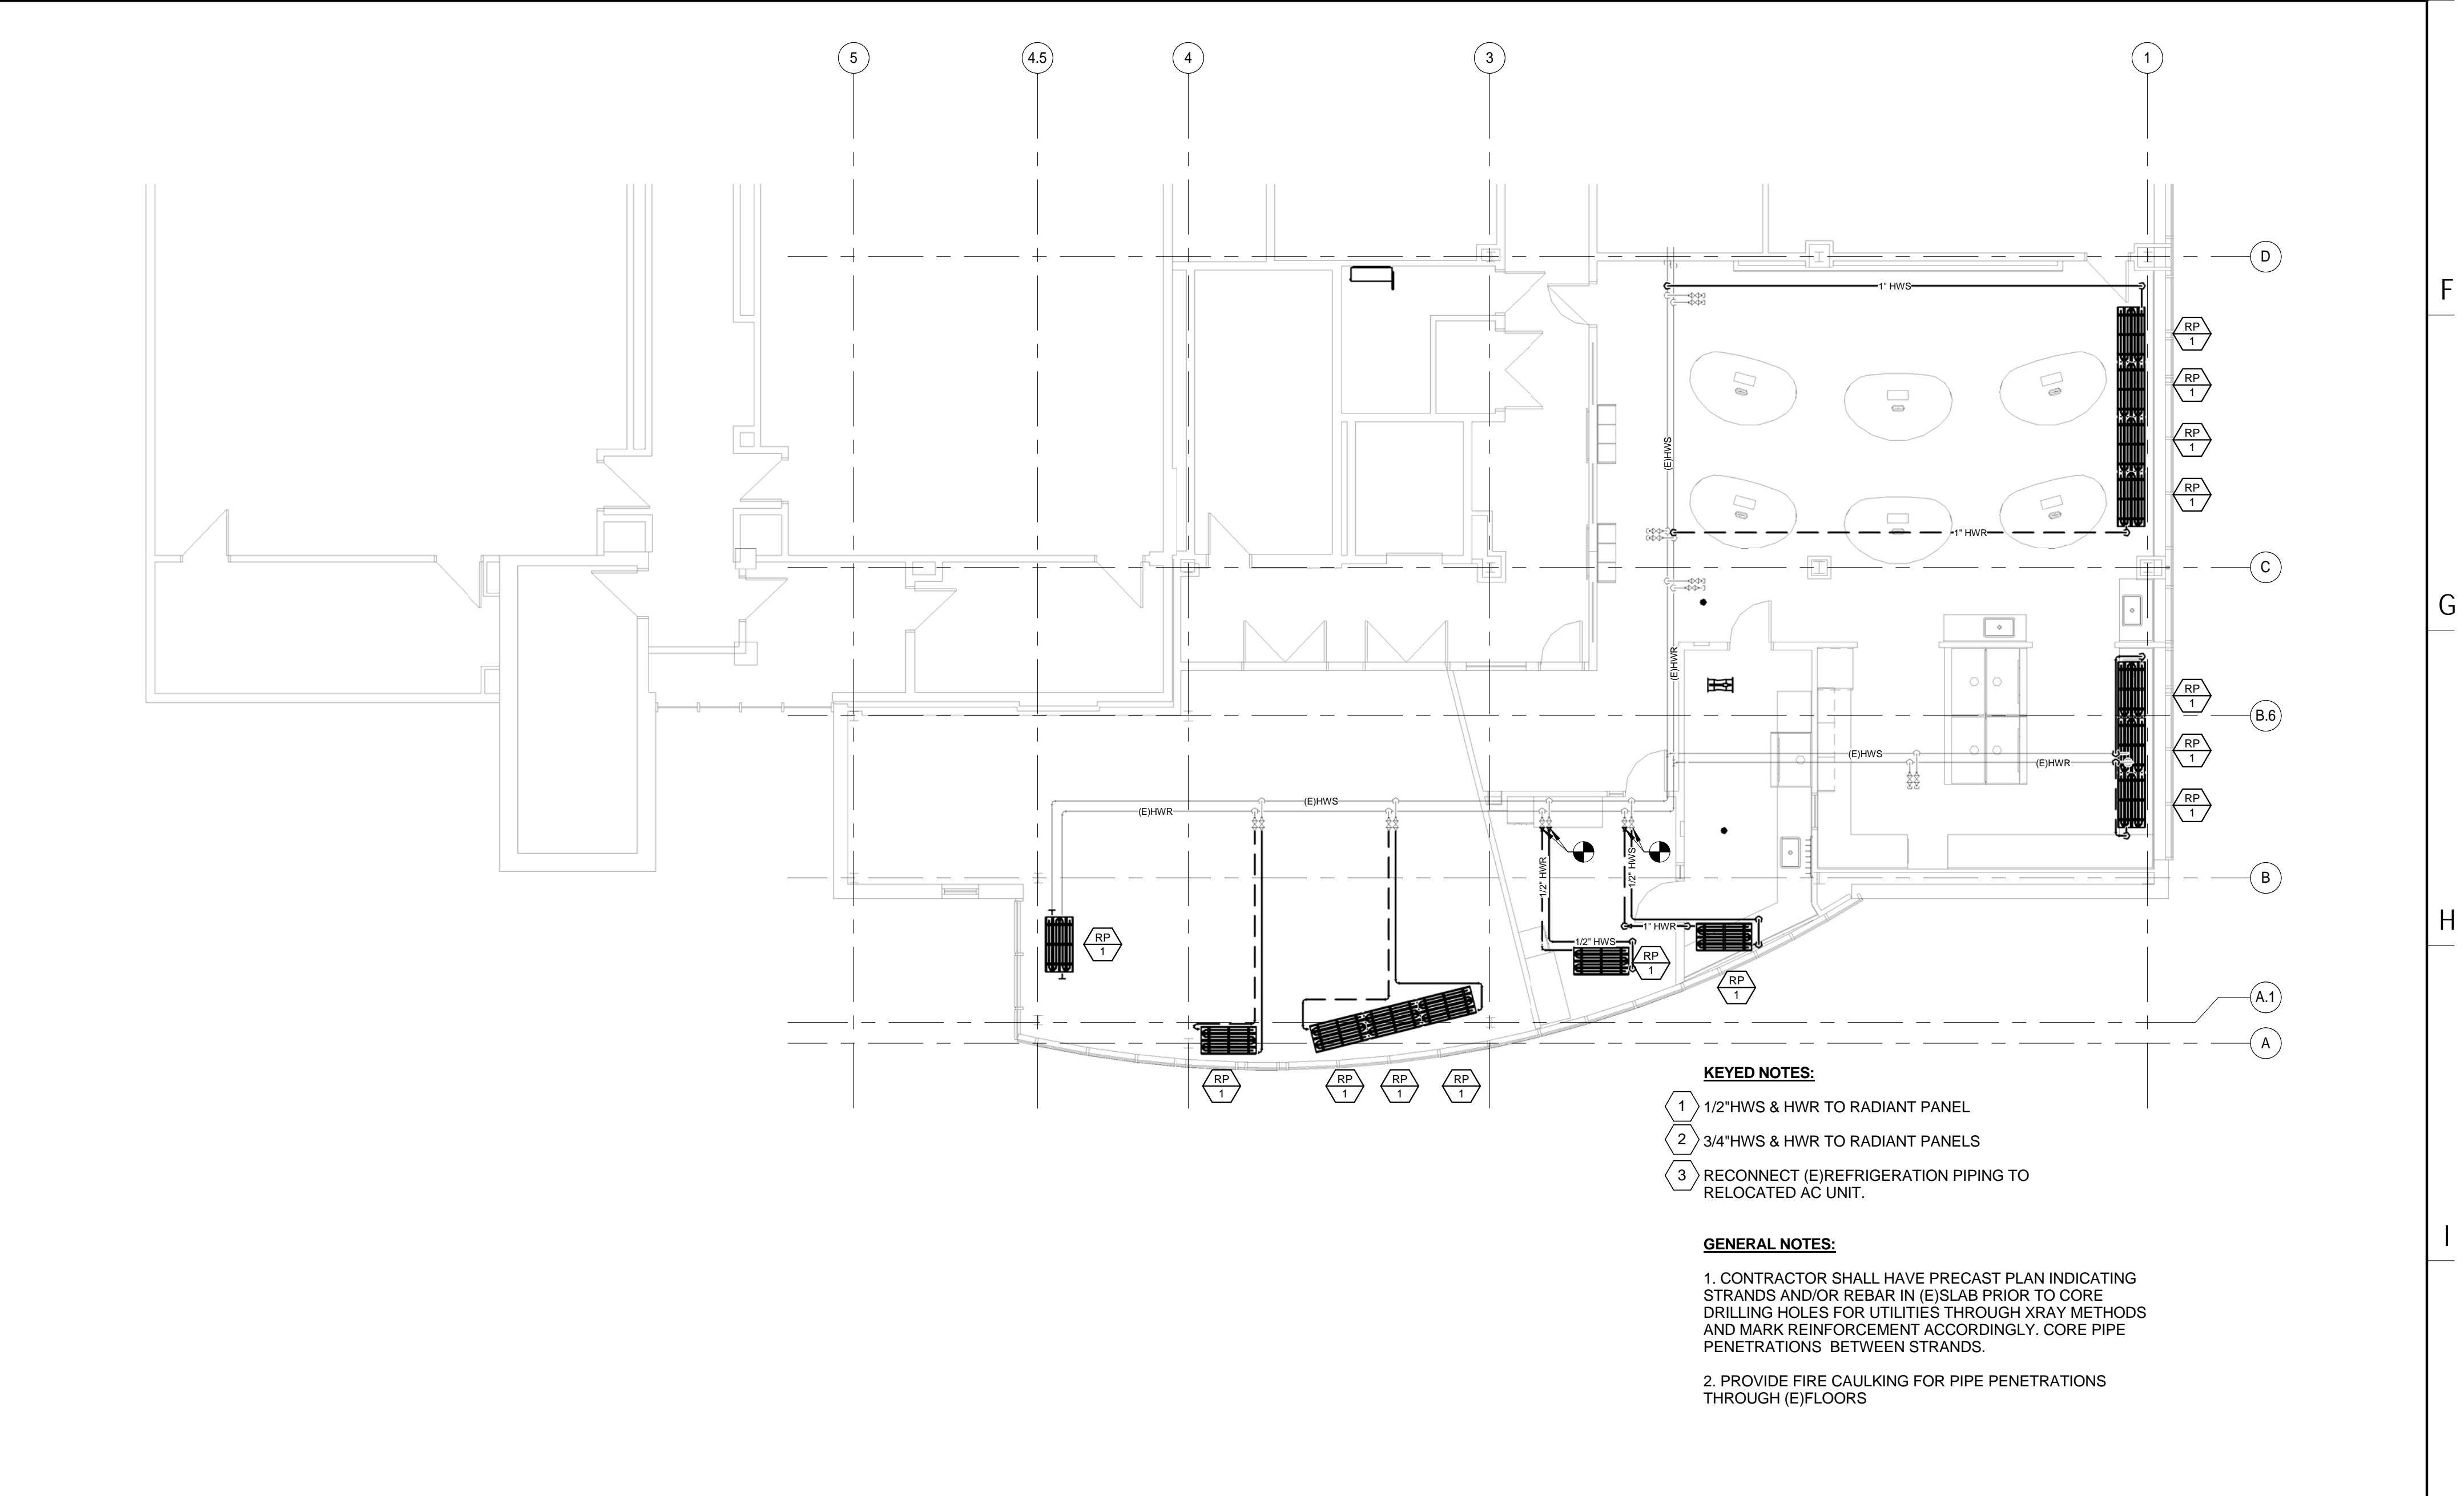 5
4.5
4
3
1
D
F
1" HWS
RP
1
RP
1
RP
1
(E)HWS
RP
1
1" HWR
C
G
(E)HWR
RP
1
B.6
(E)HWS
RP
1
(E)HWR
(E)HWS
RP
1
(E)HWR
1/2" HWR
1/2" HWS
B
H
1" HWR
RP
1
1/2" HWS
RP
1
RP
1
A.1
A
RP
1
RP
1
RP
1
RP
1
KEYED NOTES:
1 1/2"HWS & HWR TO RADIANT PANEL
2 3/4"HWS & HWR TO RADIANT PANELS
3 RECONNECT (E)REFRIGERATION PIPING TO
RELOCATED AC UNIT.
I
GENERAL NOTES:
1. CONTRACTOR SHALL HAVE PRECAST PLAN INDICATING
STRANDS AND/OR REBAR IN (E)SLAB PRIOR TO CORE
DRILLING HOLES FOR UTILITIES THROUGH XRAY METHODS
AND MARK REINFORCEMENT ACCORDINGLY. CORE PIPE
PENETRATIONS BETWEEN STRANDS.
2. PROVIDE FIRE CAULKING FOR PIPE PENETRATIONS
THROUGH (E)FLOORS